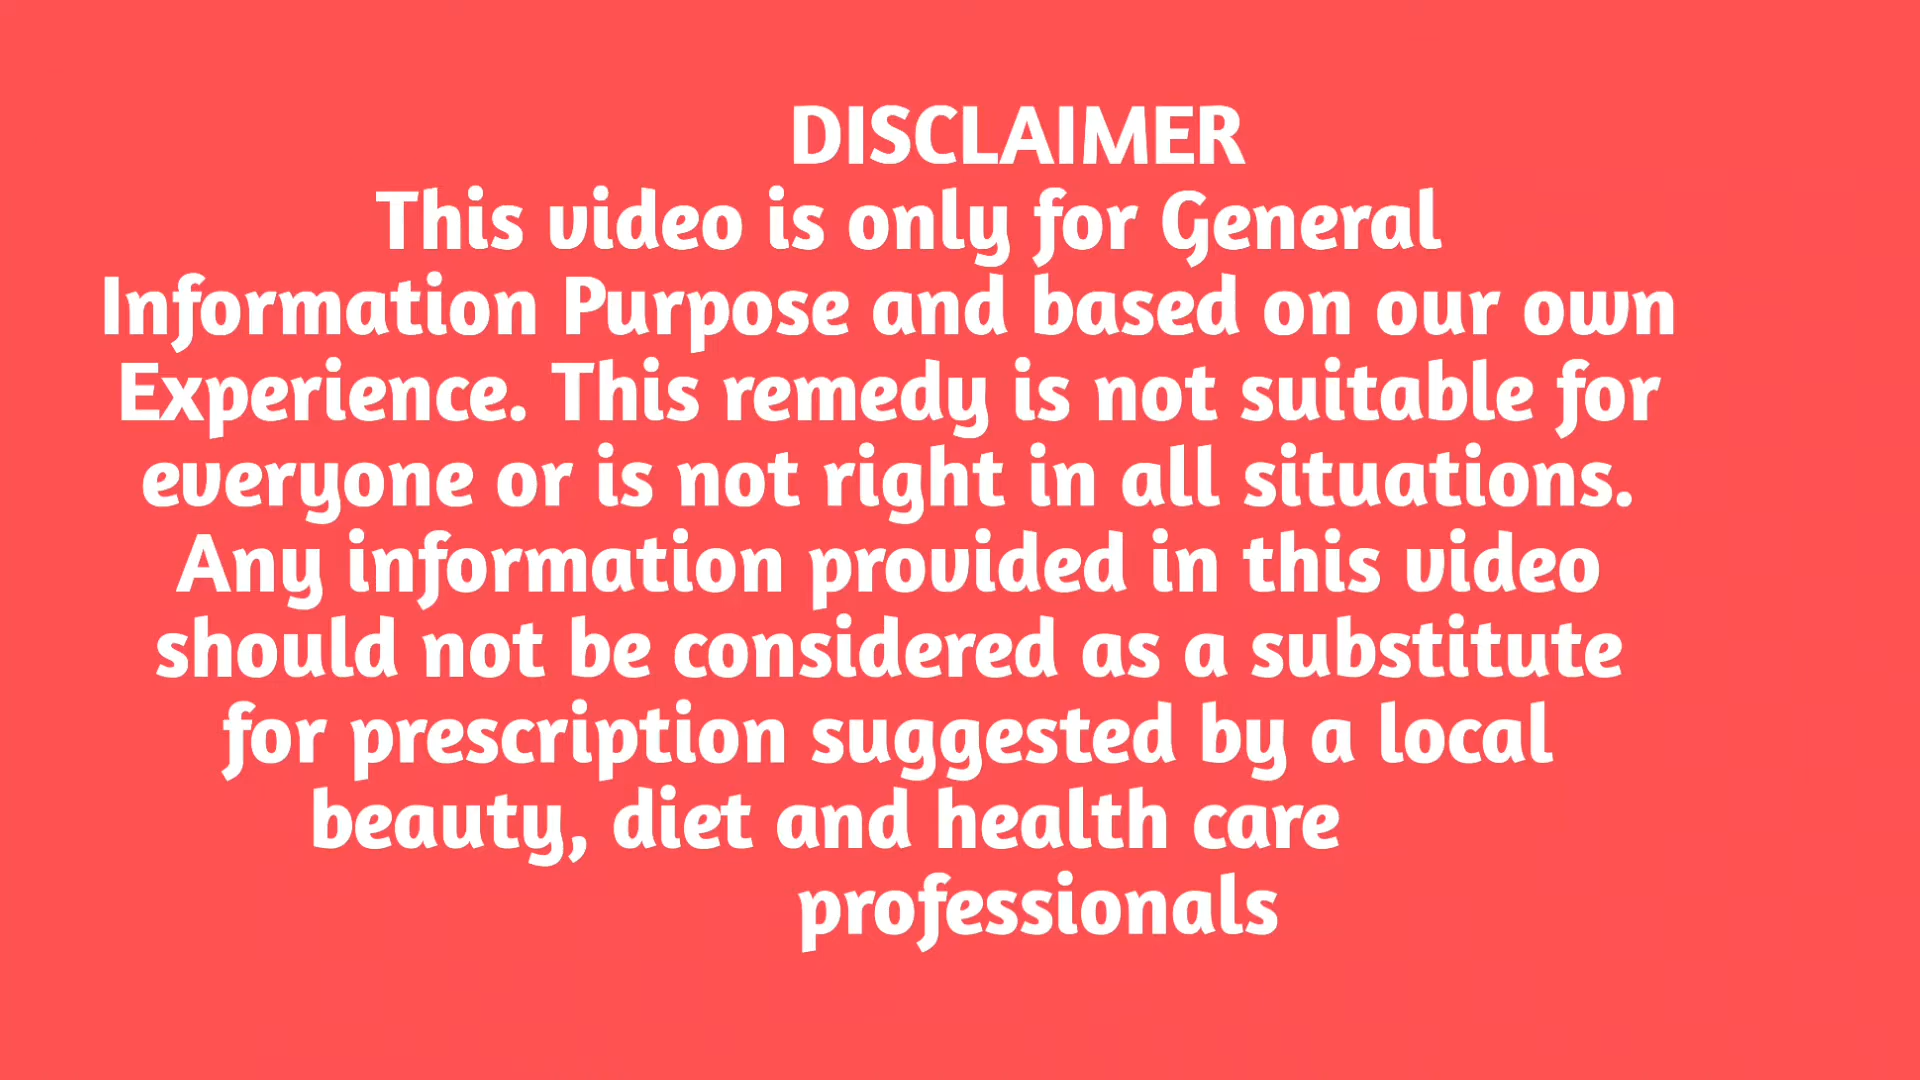 DISCLAIMER
This video is only for General
Information Purpose and based on our own
Experience. This remedy is not suitable for
everyone or is not right in all situations.
Any information provided in this video
should not be considered as a substitute
for prescription suggested by a local
beauty, diet and health care
professionals